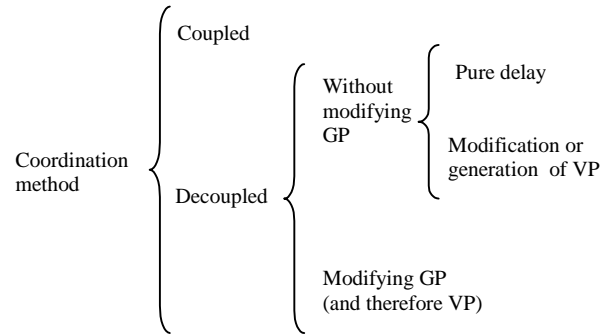 Coordination
method
Coupled
Decoupled
Without
modifying
GP
Pure delay
Modification or
generation of VP
Modifying GP
(and therefore VP)